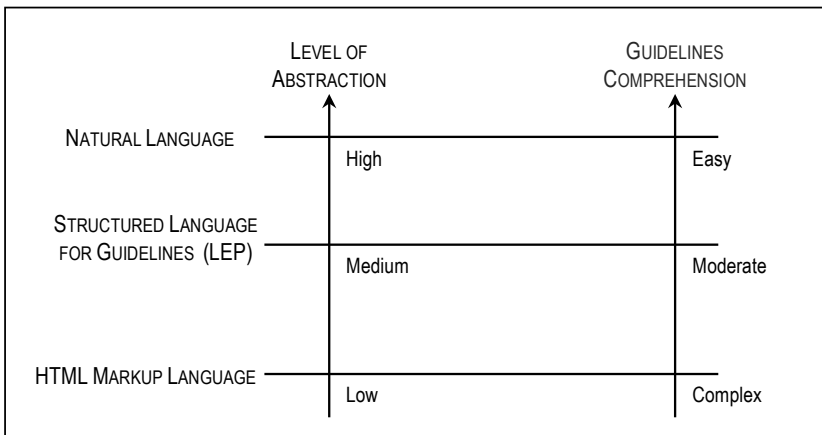 LEVEL OF
ABSTRACTION
GUIDELINES
COMPREHENSION
NATURAL LANGUAGE
High
Easy
STRUCTURED LANGUAGE
FOR GUIDELINES (LEP)
Medium
Moderate
HTML MARKUP LANGUAGE
Low
Complex